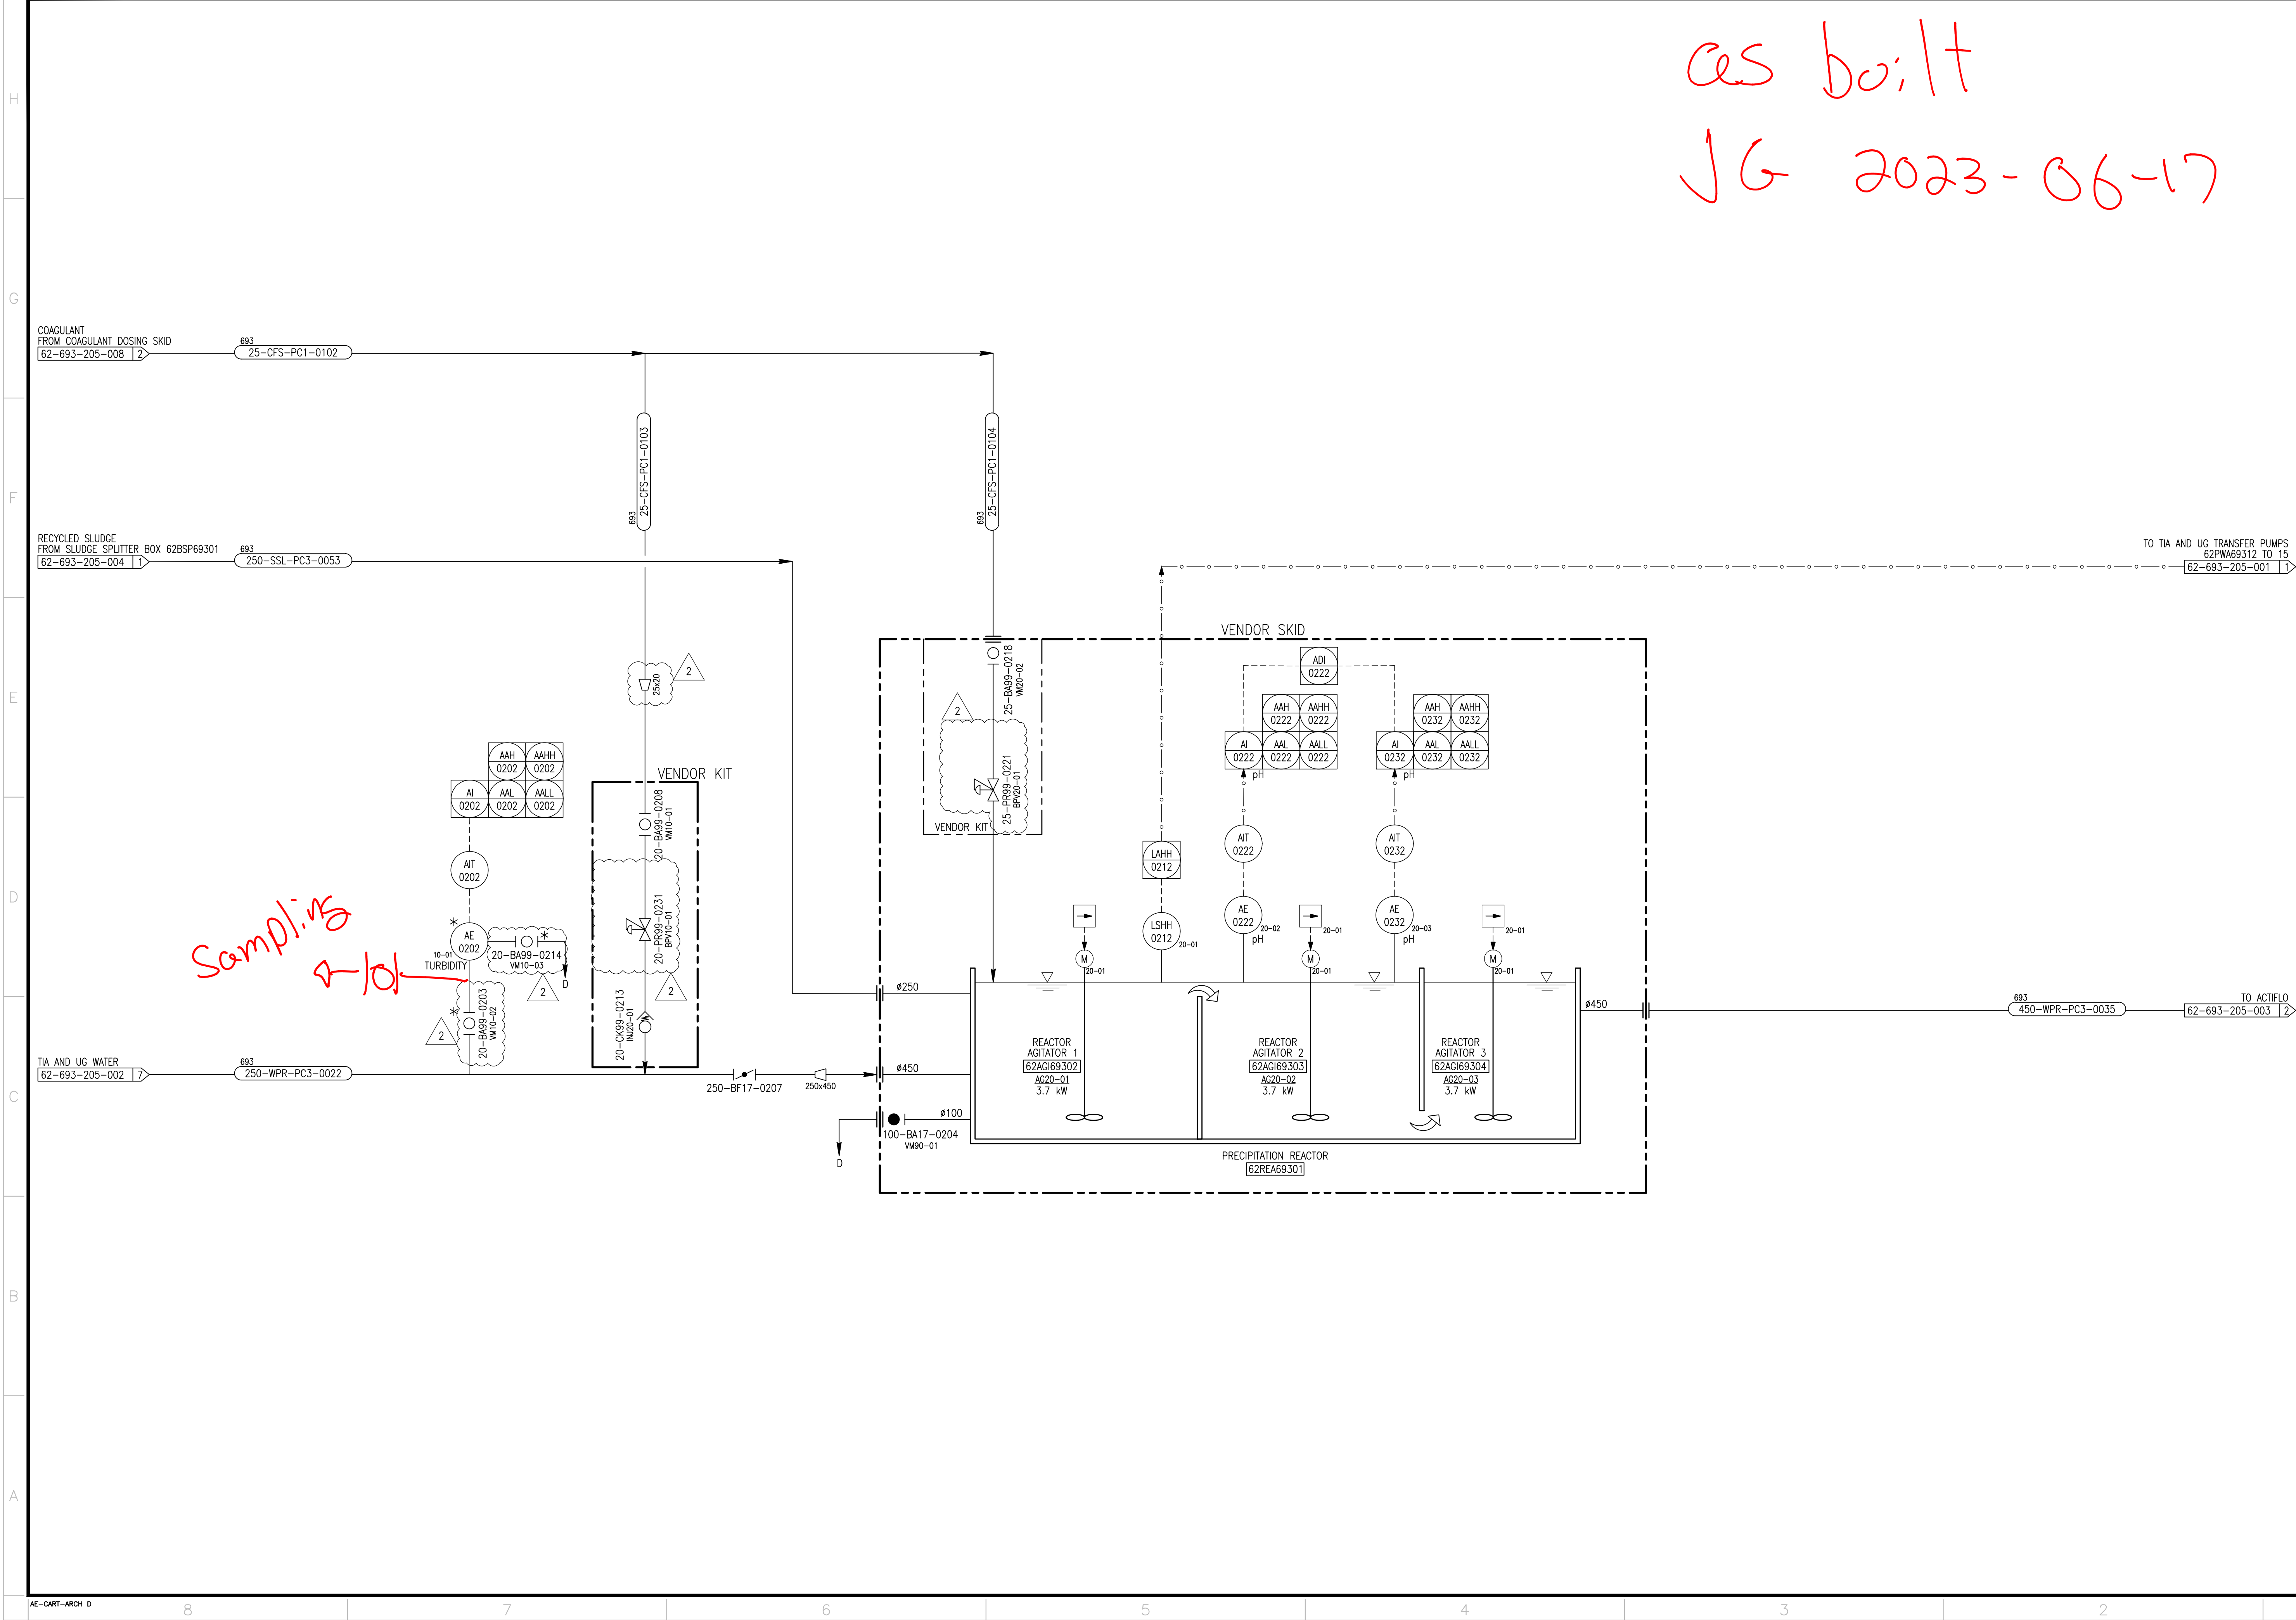 as built
JG 2023-06-17
H
G
F
E
D
C
B
A
COAGULANT
FROM COAGULANT DOSING SKID
62-693-205-008 2
693
25-CFS-PC1-0102
693
25-CFS-PC1-0103
693
25-CFS-PC1-0104
RECYCLED SLUDGE
FROM SLUDGE SPLITTER BOX 62BSP69301
62-693-205-004 1
693
250-SSL-PC3-0053
TO TIA AND UG TRANSFER PUMPS
62PWA69312 TO 15
62-693-205-001 1
VENDOR SKID
25x20
2
VENDOR KIT
20-BA99-0208
VM10-01
20-PR99-0231
BPV10-01
2
20-CK99-0213
INJ20-01
25-BA99-0218
VM20-02
2
25-PR99-0221
BPV20-01
VENDOR KIT
ADI
0222
AAH
0222
AAHH
0222
AI
0222
AAL
0222
AALL
0222
pH
AAH
0232
AAHH
0232
AI
0232
AAL
0232
AALL
0232
pH
AAH
0202
AAHH
0202
AI
0202
AAL
0202
AALL
0202
AIT
0202
AIT
0222
AIT
0232
LAHH
0212
Sampling
*
AE
0202
10-01
TURBIDITY
*
20-BA99-0214
VM10-03
2
D
*
20-BA99-0203
VM10-02
2
LSHH
0212
20-01
AE
0222
20-02
pH
AE
0232
20-03
pH
20-01
20-01
M
20-01
M
20-01
M
20-01
ø250
ø450
ø100
ø450
REACTOR
AGITATOR 1
62AGI69302
AG20-01
3.7 kW
REACTOR
AGITATOR 2
62AGI69303
AG20-02
3.7 kW
REACTOR
AGITATOR 3
62AGI69304
AG20-03
3.7 kW
693
450-WPR-PC3-0035
TO ACTIFLO
62-693-205-003 2
TIA AND UG WATER
62-693-205-002 7
693
250-WPR-PC3-0022
250-BF17-0207
250x450
100-BA17-0204
VM90-01
D
PRECIPITATION REACTOR
62REA69301
AE-CART-ARCH D
8 7 6 5 4 3 2